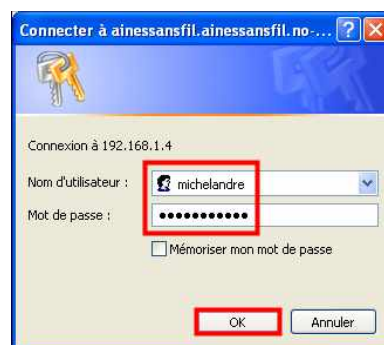 Connecter à ainessansfil.ainessansfil.no-...
Connexion à 192.168.1.4
Nom d'utilisateur :
michelandre
Mot de passe :
●●●●●●●●●●●
Mémoriser mon mot de passe
OK
Annuler